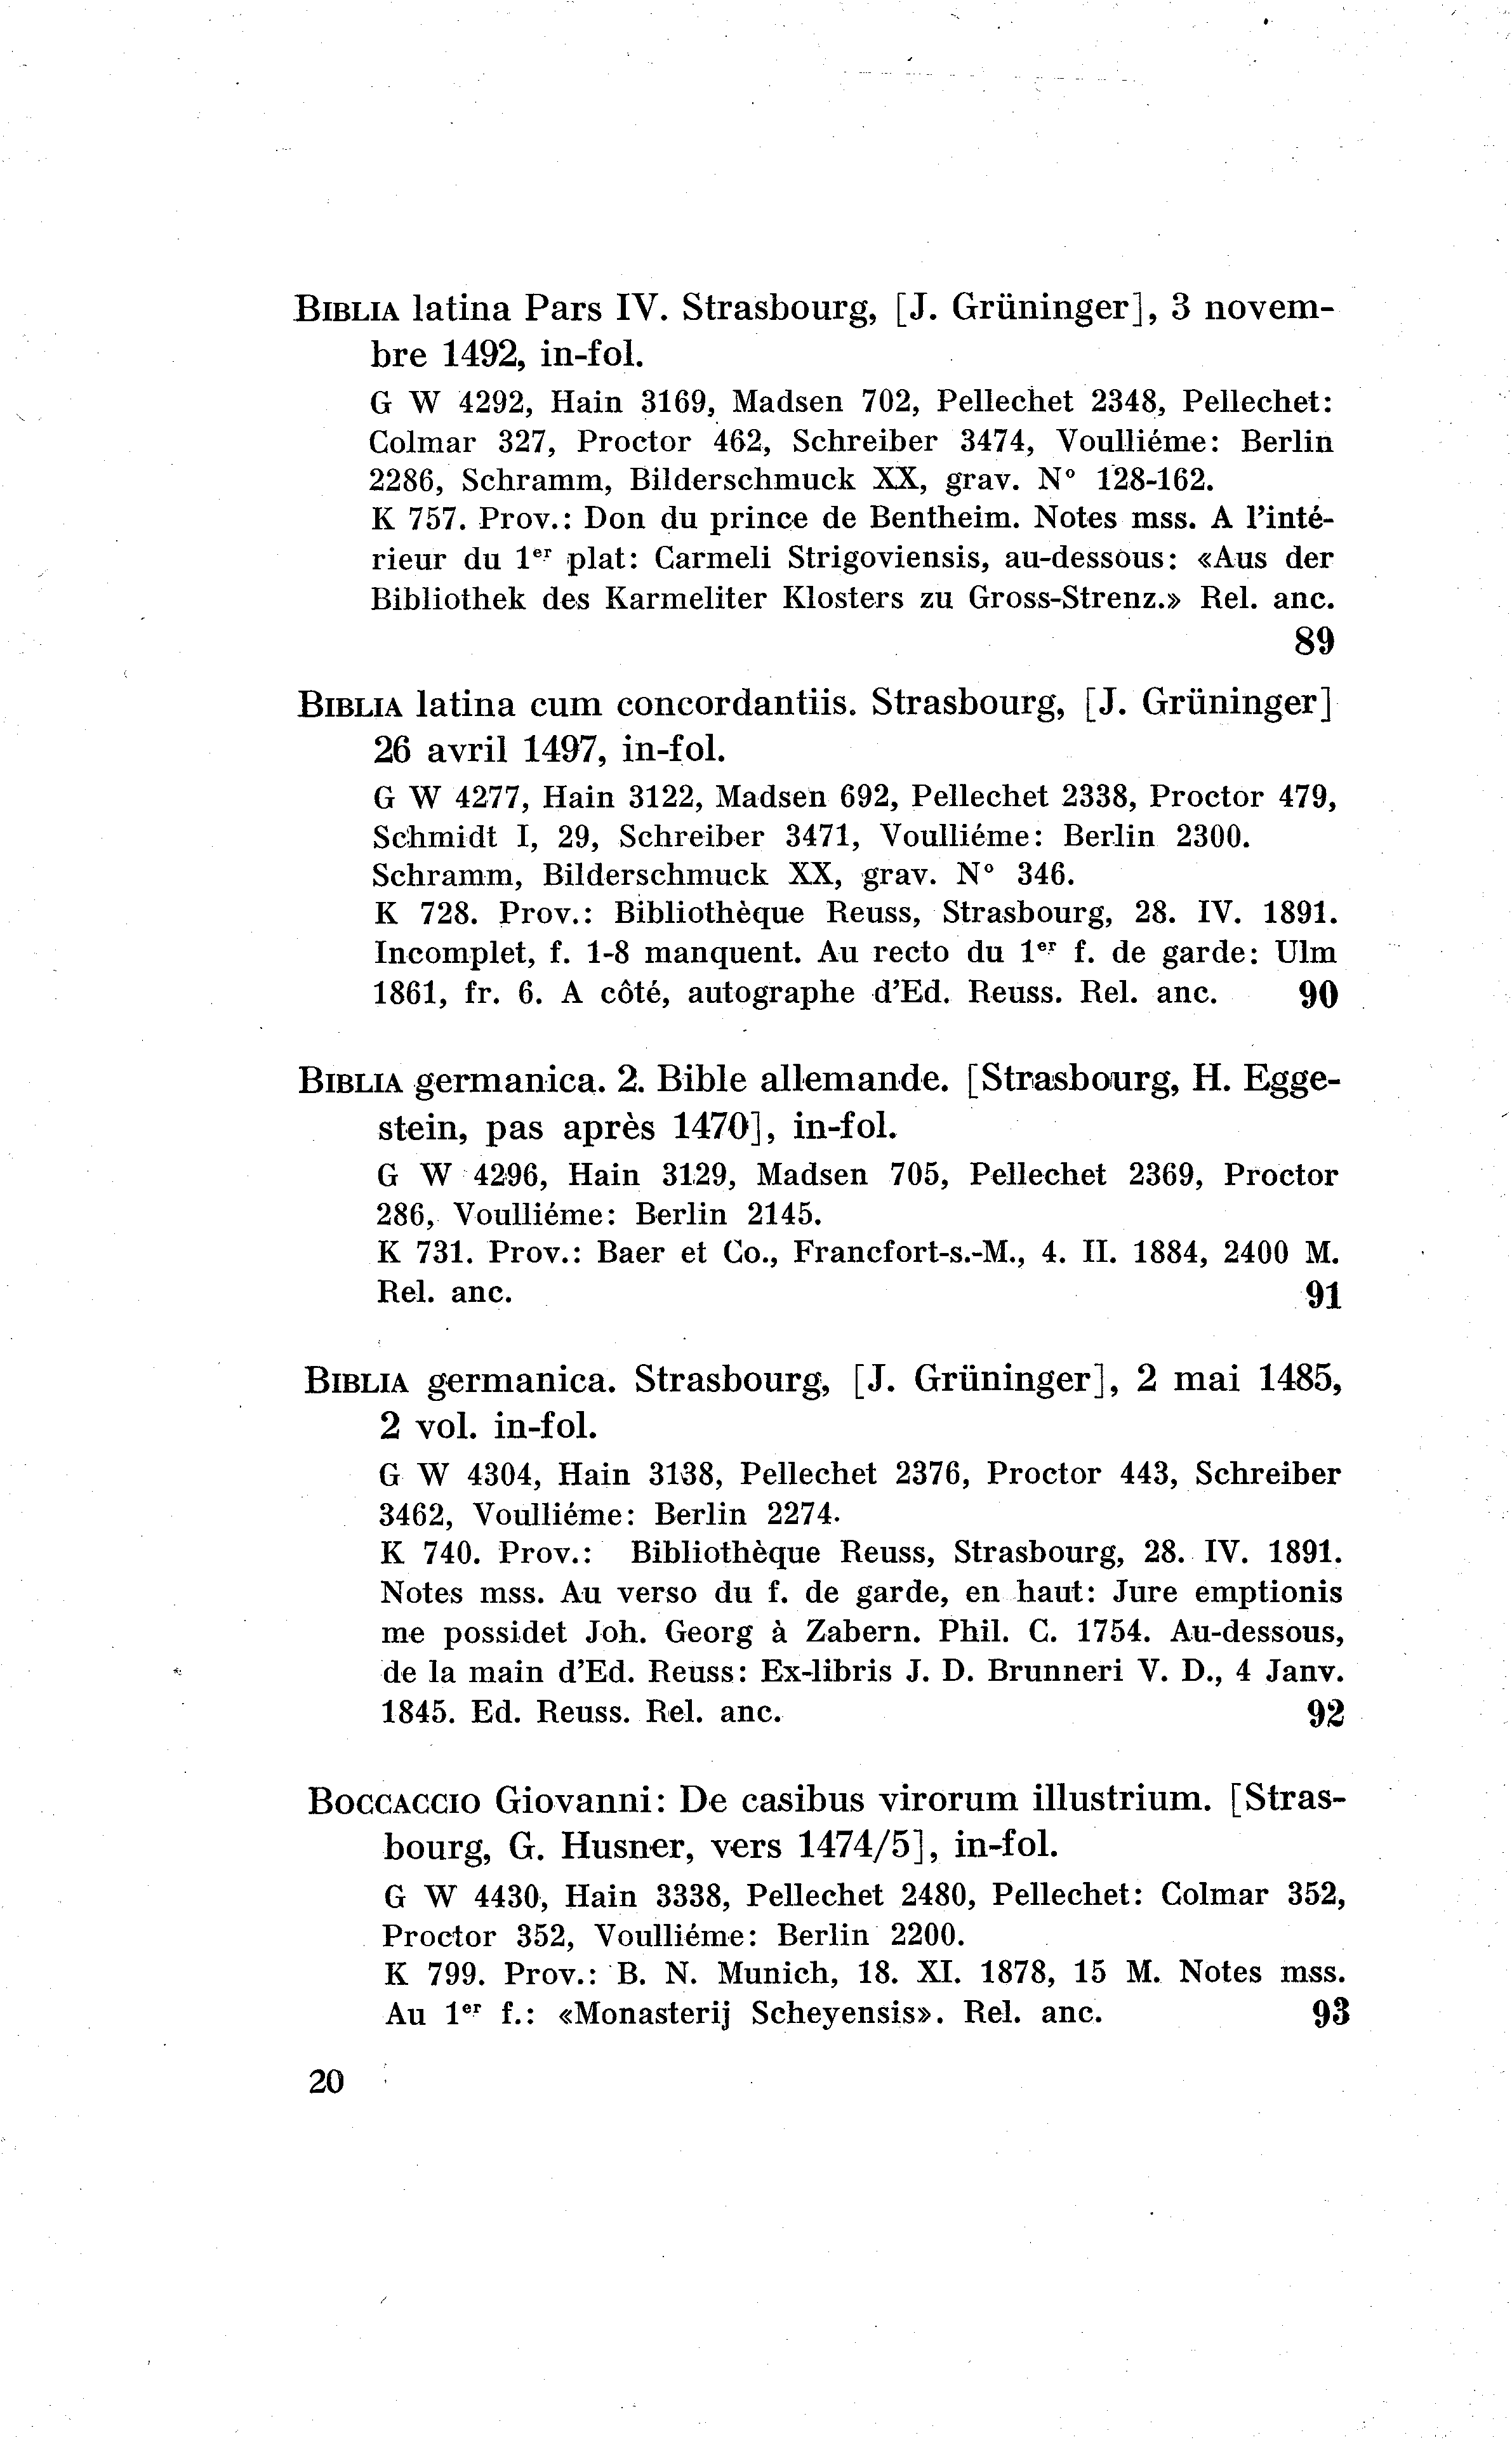 BIBLIA latina Pars IV. Strasbourg, [J. Grüninger], 3 novem-
bre 1492, in-fol.
G W 4292, Hain 3169, Madsen 702, Pellechet 2348, Pellechet:
Colmar 327, Proctor 462, Schreiber 3474, Voulliéme: Berlin
2286, Schramm, Bilderschmuck XX, grav. N° 128-162.
K 757. Prov.: Don du prince de Bentheim. Notes mss. A l'inté-
rieur du 1er plat: Carmeli Strigoviensis, au-dessous: «Aus der
Bibliothek des Karmeliter Klosters zu Gross-Strenz.» Rel. anc.
89
BIBLIA latina cum concordantiis. Strasbourg, [J. Grüninger]
26 avril 1497, in-fol.
G W 4277, Hain 3122, Madsen 692, Pellechet 2338, Proctor 479,
Schmidt I, 29, Schreiber 3471, Voulliéme: Berlin 2300.
Schramm, Bilderschmuck XX, grav. N° 346.
K 728. Prov.: Bibliothèque Reuss, Strasbourg, 28. IV. 1891.
Incomplet, f. 1-8 manquent. Au recto du 1er f. de garde: Ulm
1861, fr. 6. A côté, autographe d'Ed. Reuss. Rel. anc. 90
BIBLIA germanica. 2. Bible allemande. [Strasbourg, H. Egge-
stein, pas après 1470], in-fol.
G W 4296, Hain 3129, Madsen 705, Pellechet 2369, Proctor
286, Voulliéme: Berlin 2145.
K 731. Prov.: Baer et Co., Francfort-s.-M., 4. II. 1884, 2400 M.
Rel. anc. 91
BIBLIA germanica. Strasbourg, [J. Grüninger], 2 mai 1485,
2 vol. in-fol.
G W 4304, Hain 3138, Pellechet 2376, Proctor 443, Schreiber
3462, Voulliéme: Berlin 2274.
K 740. Prov.: Bibliothèque Reuss, Strasbourg, 28. IV. 1891.
Notes mss. Au verso du f. de garde, en haut: Jure emptionis
me possidet Joh. Georg à Zabern. Phil. C. 1754. Au-dessous,
de la main d'Ed. Reuss: Ex-libris J. D. Brunneri V. D., 4 Janv.
1845. Ed. Reuss. Rel. anc. 92
BOCCACCIO Giovanni: De casibus virorum illustrium. [Stras-
bourg, G. Husner, vers 1474/5], in-fol.
G W 4430, Hain 3338, Pellechet 2480, Pellechet: Colmar 352,
Proctor 352, Voulliéme: Berlin 2200.
K 799. Prov.: B. N. Munich, 18. XI. 1878, 15 M. Notes mss.
Au 1er f.: «Monasterij Scheyensis». Rel. anc. 93
20